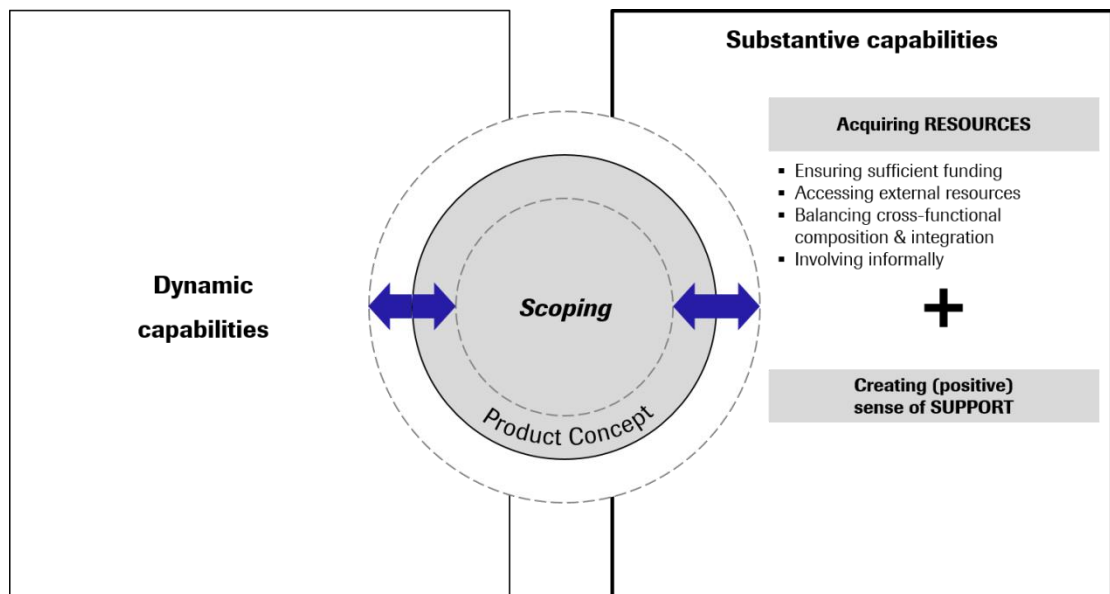 Dynamic
capabilities
Scoping
Product Concept
Substantive capabilities
Acquiring RESOURCES
▪ Ensuring sufficient funding
▪ Accessing external resources
▪ Balancing cross-functional
composition & integration
▪ Involving informally
+
Creating (positive)
sense of SUPPORT